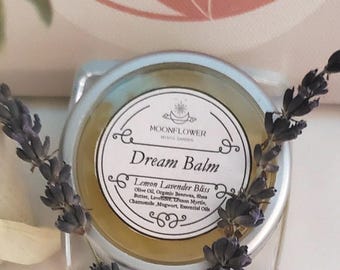 MOONFLOWER
Dream Balm
Lemon Lavender Bliss
Olive Oil, Organic Beeswax, Shea
Butter, Lavender, Lemon Myrtle,
Chamomile ,Mugwort, Essential Oils